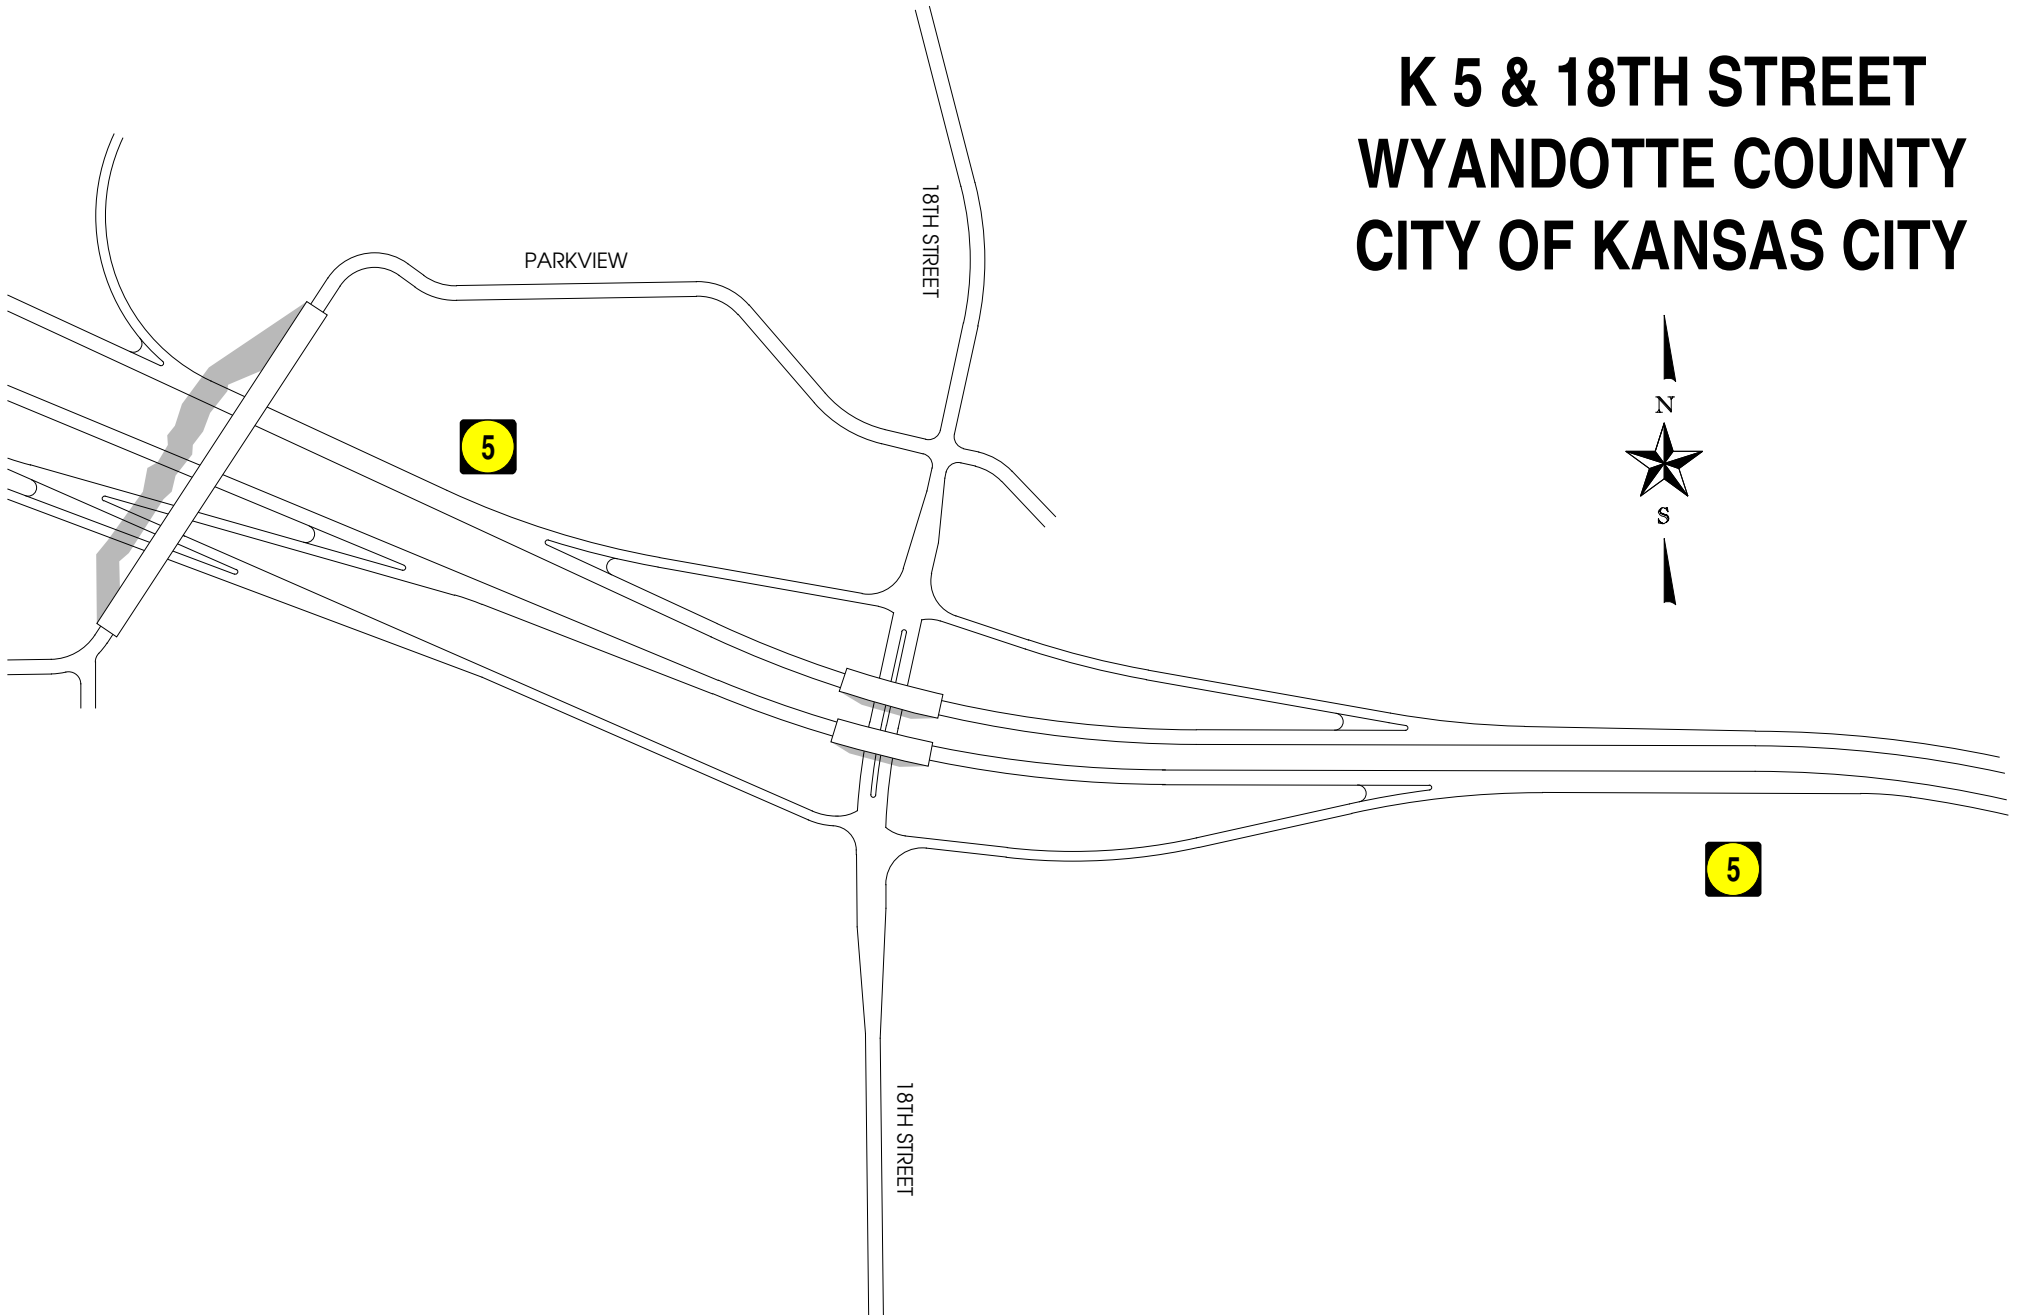 K 5 & 18TH STREET
WYANDOTTE COUNTY
CITY OF KANSAS CITY
18TH STREET
PARKVIEW
N
5
S
5
18TH STREET